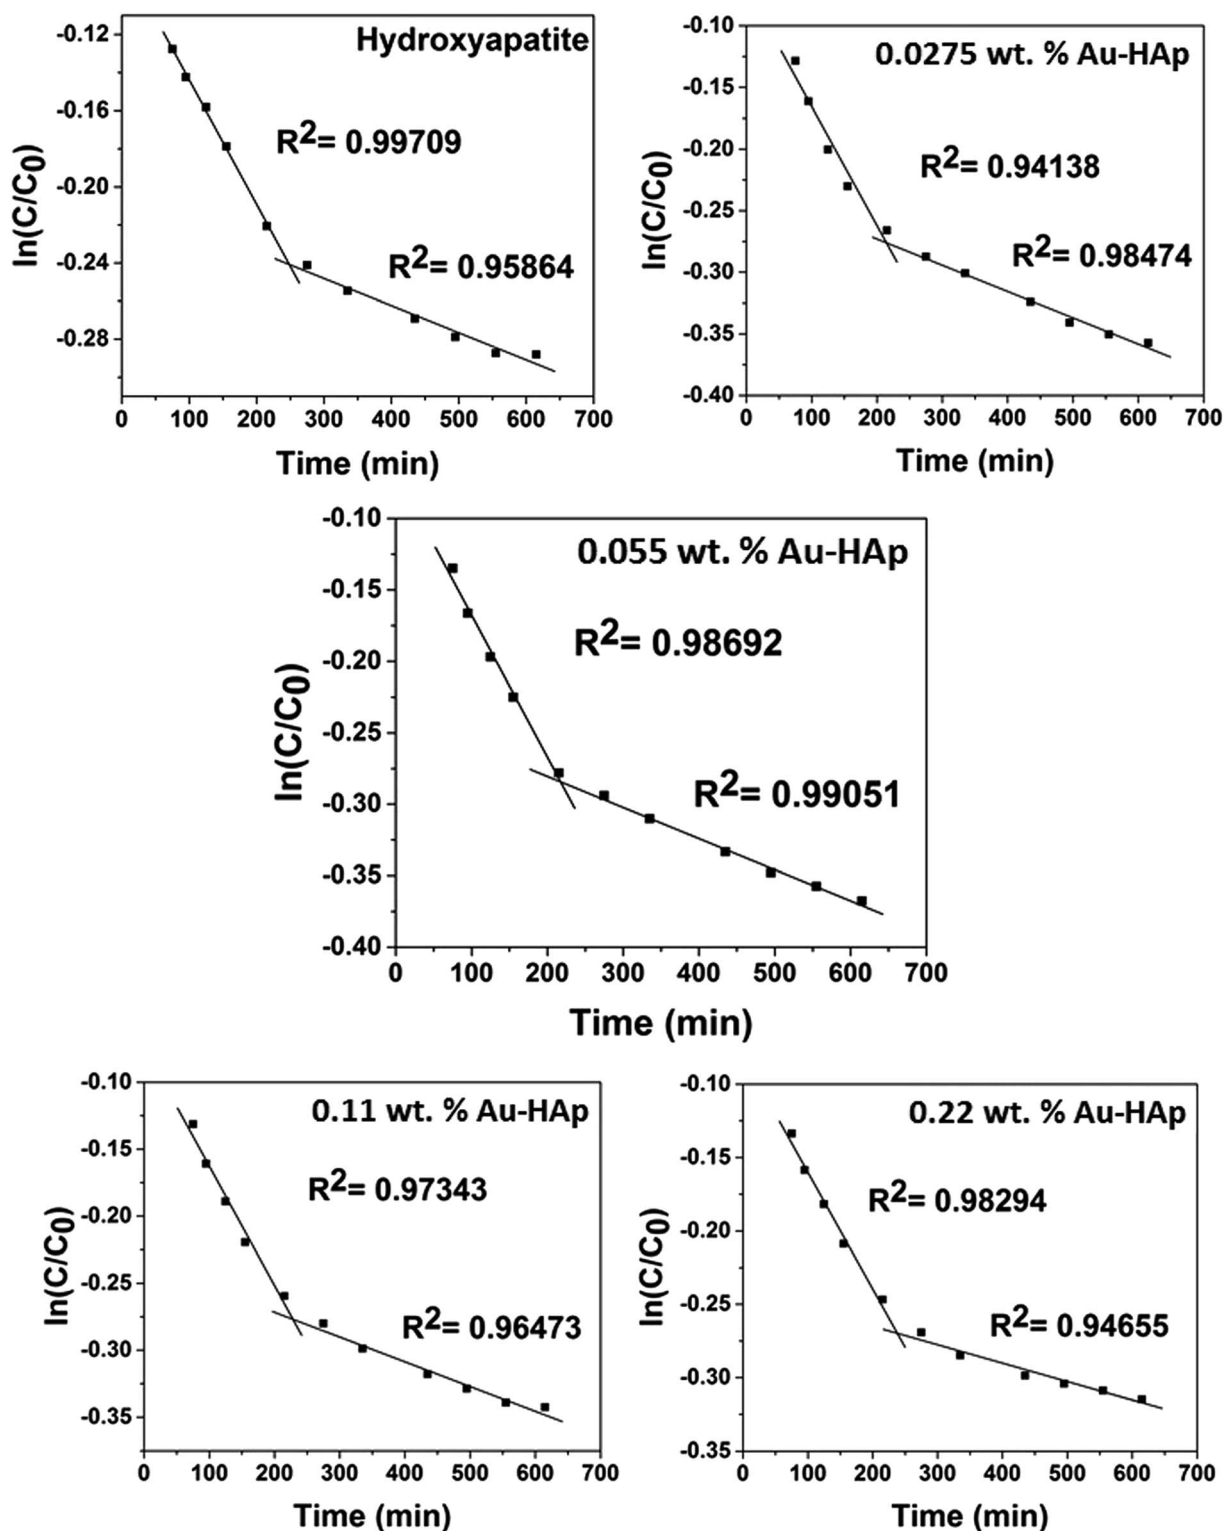 Hydroxyapatite
R2= 0.99709
R2= 0.95864
ln(C/C0)
-0.12
-0.16
-0.20
-0.24
-0.28
0 100 200 300 400 500 600 700
Time (min)
0.0275 wt. % Au-HAp
R2= 0.94138
R2= 0.98474
ln(C/C0)
-0.10
-0.15
-0.20
-0.25
-0.30
-0.35
-0.40
0 100 200 300 400 500 600 700
Time (min)
0.055 wt. % Au-HAp
R2= 0.98692
R2= 0.99051
ln(C/C0)
-0.10
-0.15
-0.20
-0.25
-0.30
-0.35
-0.40
0 100 200 300 400 500 600 700
Time (min)
0.11 wt. % Au-HAp
R2= 0.97343
R2= 0.96473
ln(C/C0)
-0.10
-0.15
-0.20
-0.25
-0.30
-0.35
0 100 200 300 400 500 600 700
Time (min)
0.22 wt. % Au-HAp
R2= 0.98294
R2= 0.94655
ln(C/C0)
-0.10
-0.15
-0.20
-0.25
-0.30
-0.35
0 100 200 300 400 500 600 700
Time (min)